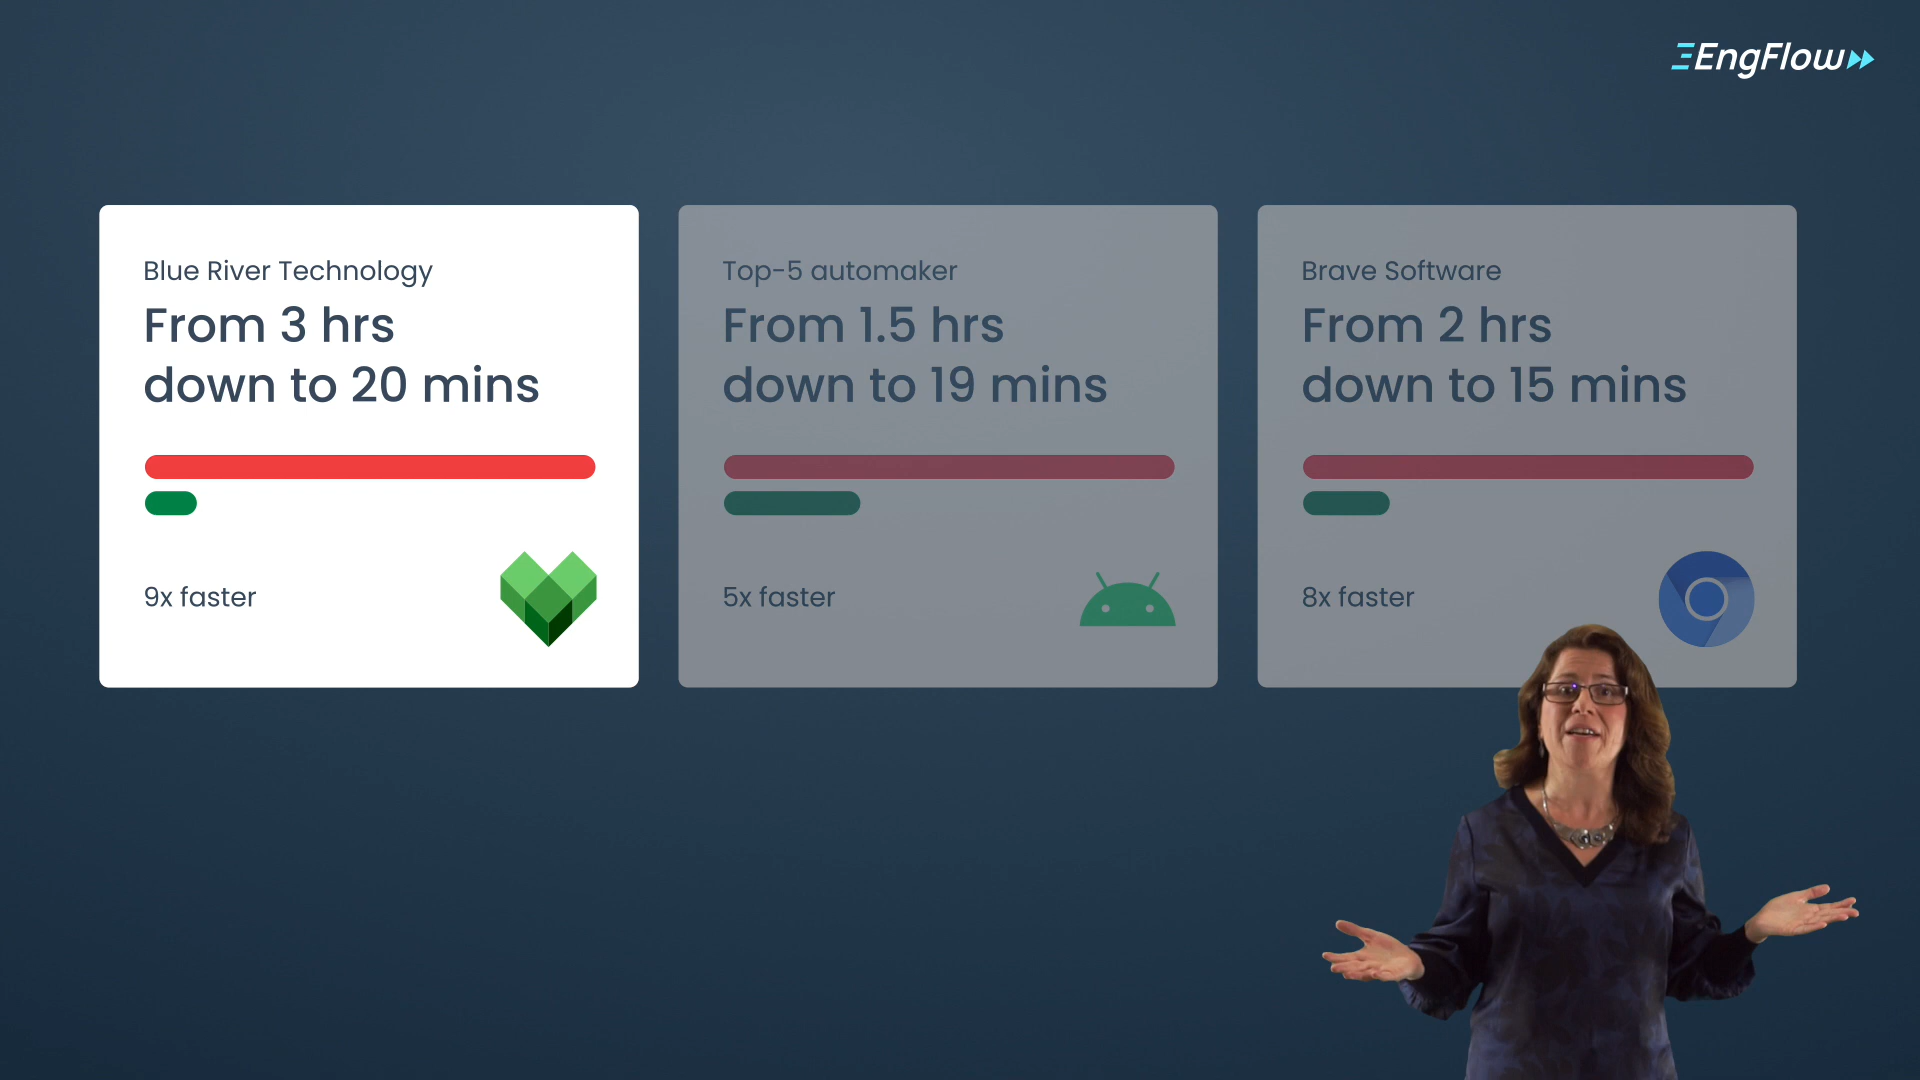 EngFlow
Blue River Technology
From 3 hrs
down to 20 mins
9x faster
Top-5 automaker
From 1.5 hrs
down to 19 mins
5x faster
Brave Software
From 2 hrs
down to 15 mins
8x faster